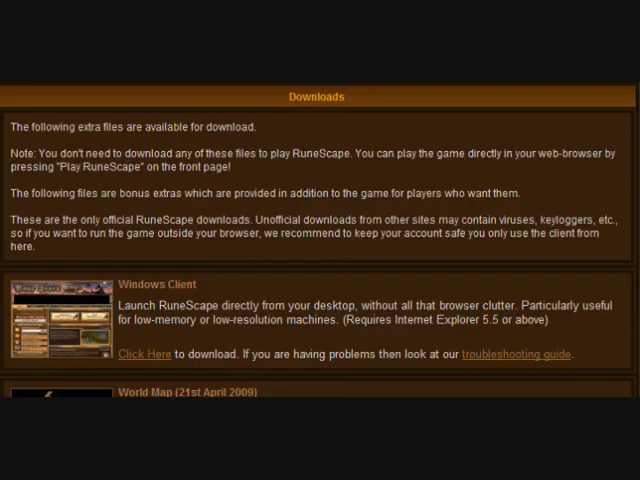 Downloads
The following extra files are available for download.
Note: You don't need to download any of these files to play RuneScape. You can play the game directly in your web-browser by
pressing "Play RuneScape" on the front page!
The following files are bonus extras which are provided in addition to the game for players who want them.
These are the only official RuneScape downloads. Unofficial downloads from other sites may contain viruses, keyloggers, etc.,
so if you want to run the game outside your browser, we recommend to keep your account safe you only use the client from
here.
Windows Client
Launch RuneScape directly from your desktop, without all that browser clutter. Particularly useful
for low-memory or low-resolution machines. (Requires Internet Explorer 5.5 or above)
Click Here to download. If you are having problems then look at our troubleshooting guide.
World Map (21st April 2009)